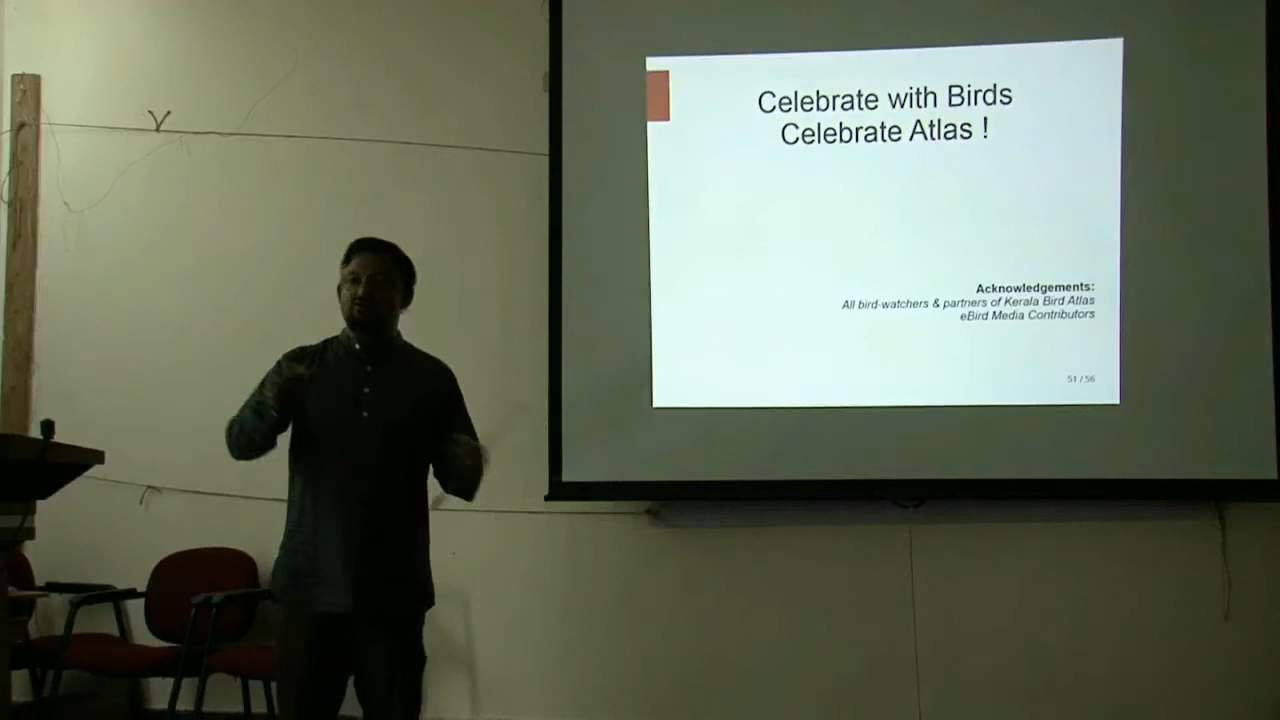 Celebrate with Birds
Celebrate Atlas !
Acknowledgements:
All bird-watchers & partners of Kerala Bird Atlas
eBird Media Contributors
51 / 56